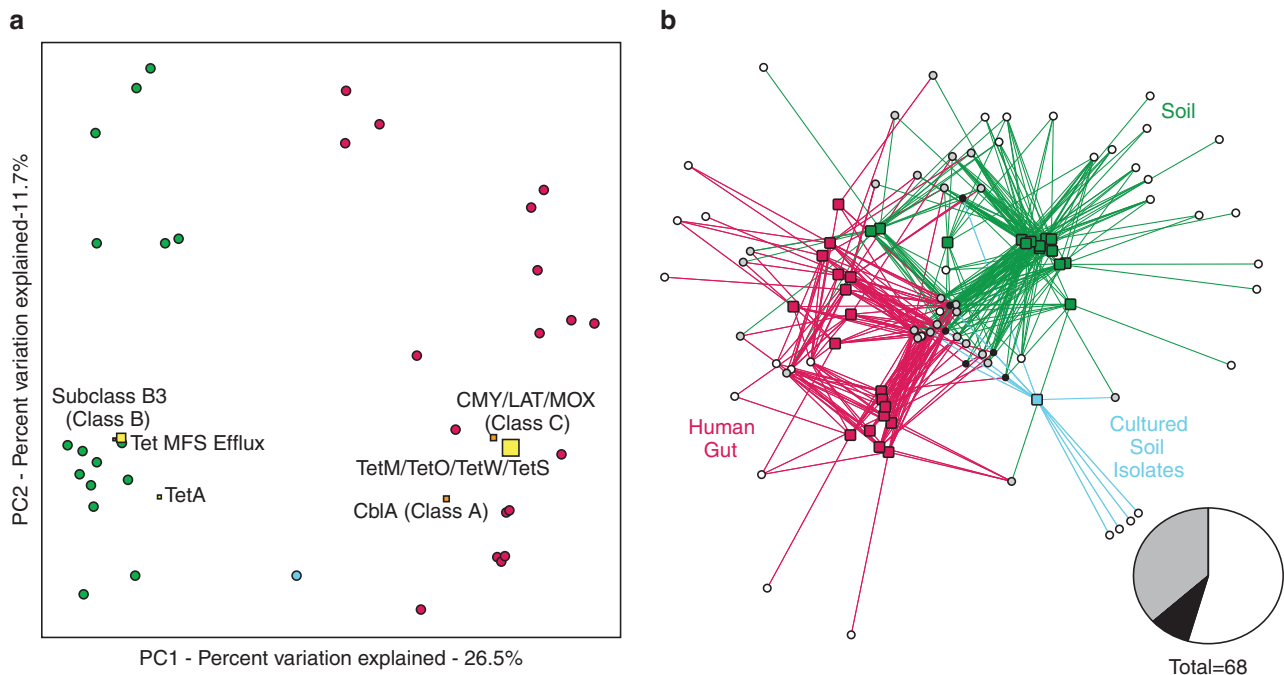 a
PC2 - Percent variation explained-11.7%
Subclass B3
(Class B)
Tet MFS Efflux
TetA
CMY/LAT/MOX
(Class C)
TetM/TetO/TetW/TetS
CblA (Class A)
PC1 - Percent variation explained - 26.5%
b
Soil
Human
Gut
Cultured
Soil
Isolates
Total=68